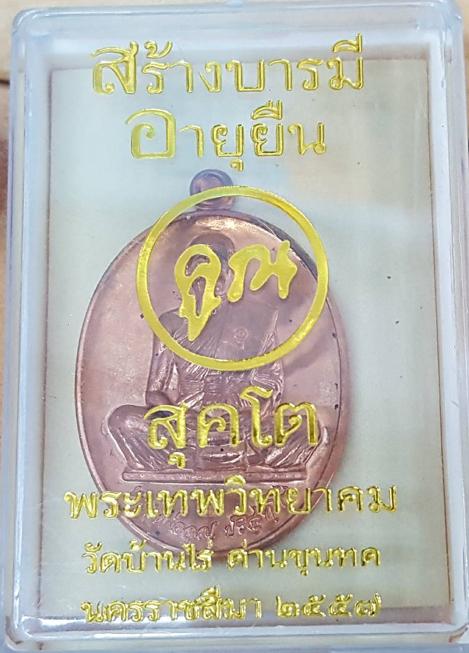 สร้างบารมี
อายุยืน
คูณ
สุคโต
พระเทพวิทยาคม
วัดบ้านไร่ ด่านขุนทด
นครราชสีมา ๒๕๕๗